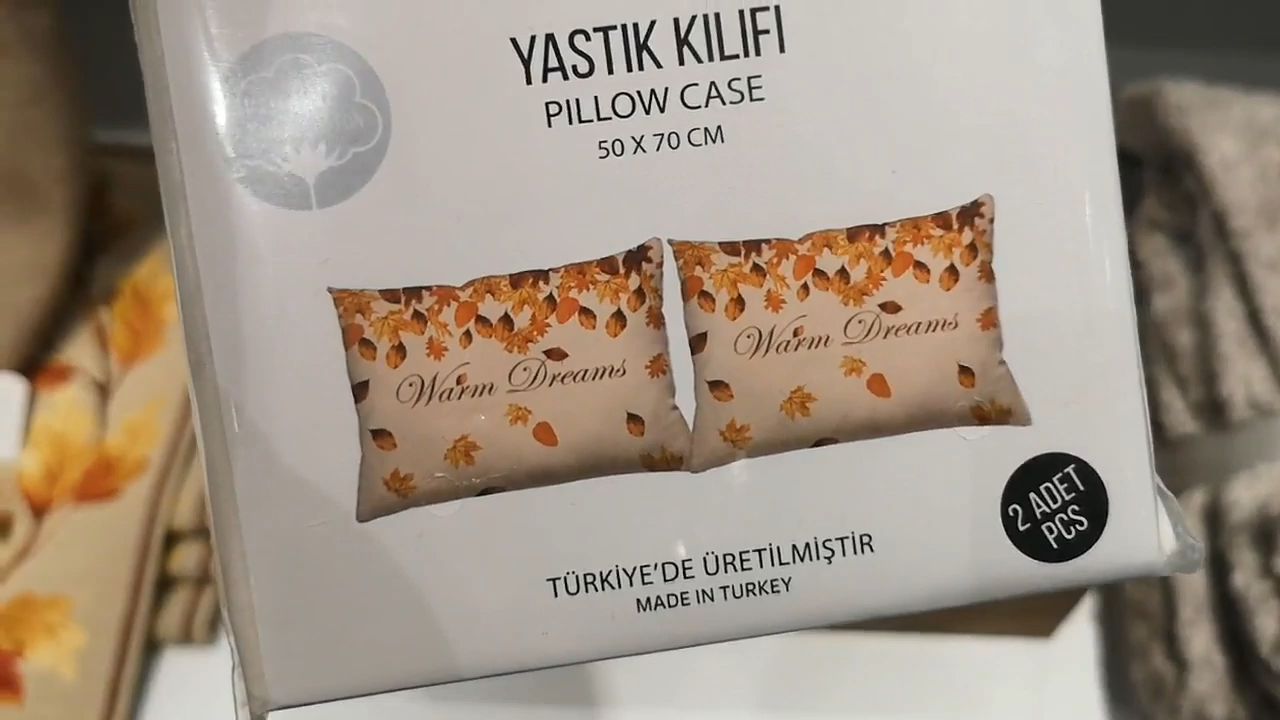 YASTIK KILIFI
PILLOW CASE
50 X 70 CM
Warm Dreams
Warm Dreams
2 ADET
PCS
TÜRKİYE'DE ÜRETİLMİŞTİR
MADE IN TURKEY